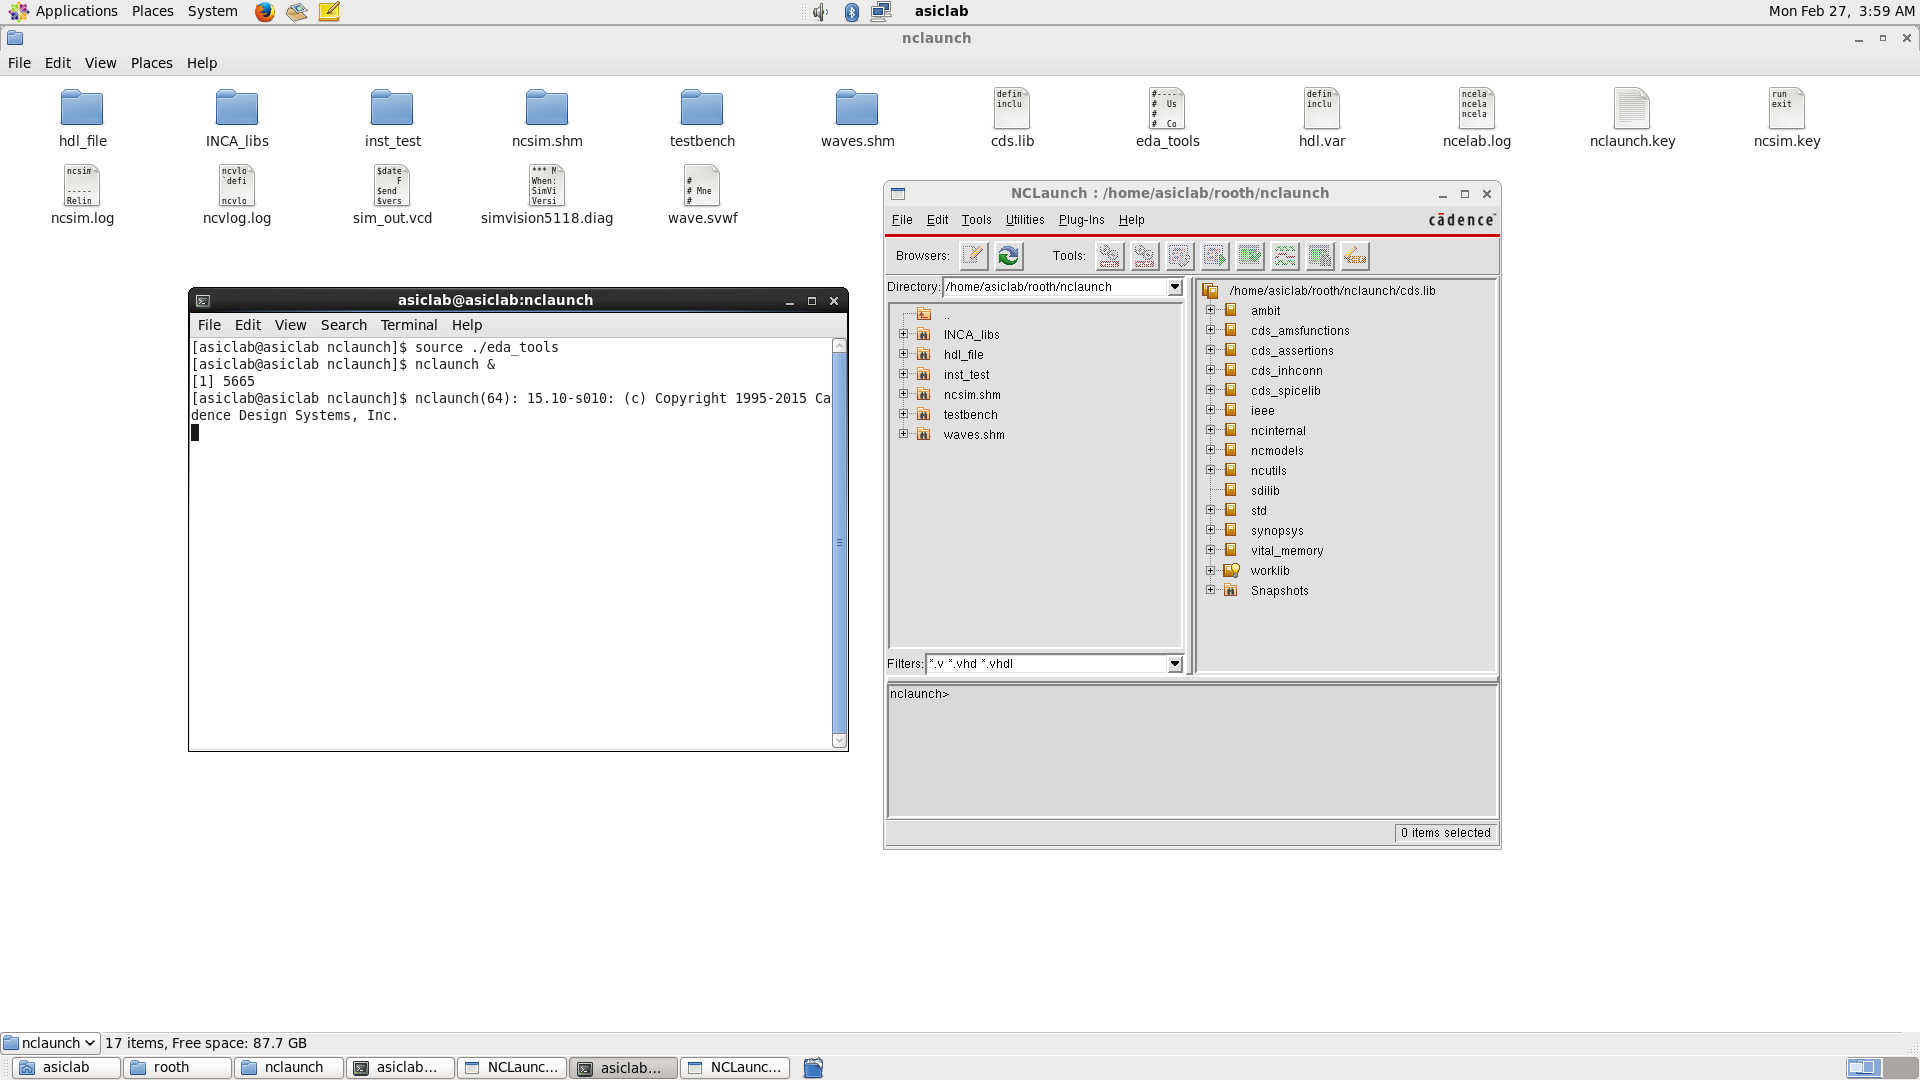 Applications Places System asiclab Mon Feb 27, 3:59 AM
nclaunch
File Edit View Places Help
hdl_file INCA_libs inst_test ncsim.shm testbench waves.shm cds.lib eda_tools hdl.var ncelab.log nclaunch.key ncsim.key
ncsim.log ncvlog.log sim_out.vcd simvision5118.diag wave.svwf
asiclab@asiclab:nclaunch
File Edit View Search Terminal Help
[asiclab@asiclab nclaunch]$ source ./eda_tools
[asiclab@asiclab nclaunch]$ nclaunch &
[1] 5665
[asiclab@asiclab nclaunch]$ nclaunch(64): 15.10-s010: (c) Copyright 1995-2015 Ca
dence Design Systems, Inc.
NCLaunch : /home/asiclab/rooth/nclaunch
File Edit Tools Utilities Plug-Ins Help cādence
Browsers: Tools:
Directory: /home/asiclab/rooth/nclaunch
..
INCA_libs
hdl_file
inst_test
ncsim.shm
testbench
waves.shm
Filters: *.v *.vhd *.vhdl
/home/asiclab/rooth/nclaunch/cds.lib
ambit
cds_amsfunctions
cds_assertions
cds_inhconn
cds_spicelib
ieee
ncinternal
ncmodels
ncutils
sdilib
std
synopsys
vital_memory
worklib
Snapshots
nclaunch>
0 items selected
nclaunch 17 items, Free space: 87.7 GB
asiclab rooth nclaunch asiclab... NCLaunc... asiclab... NCLaunc...